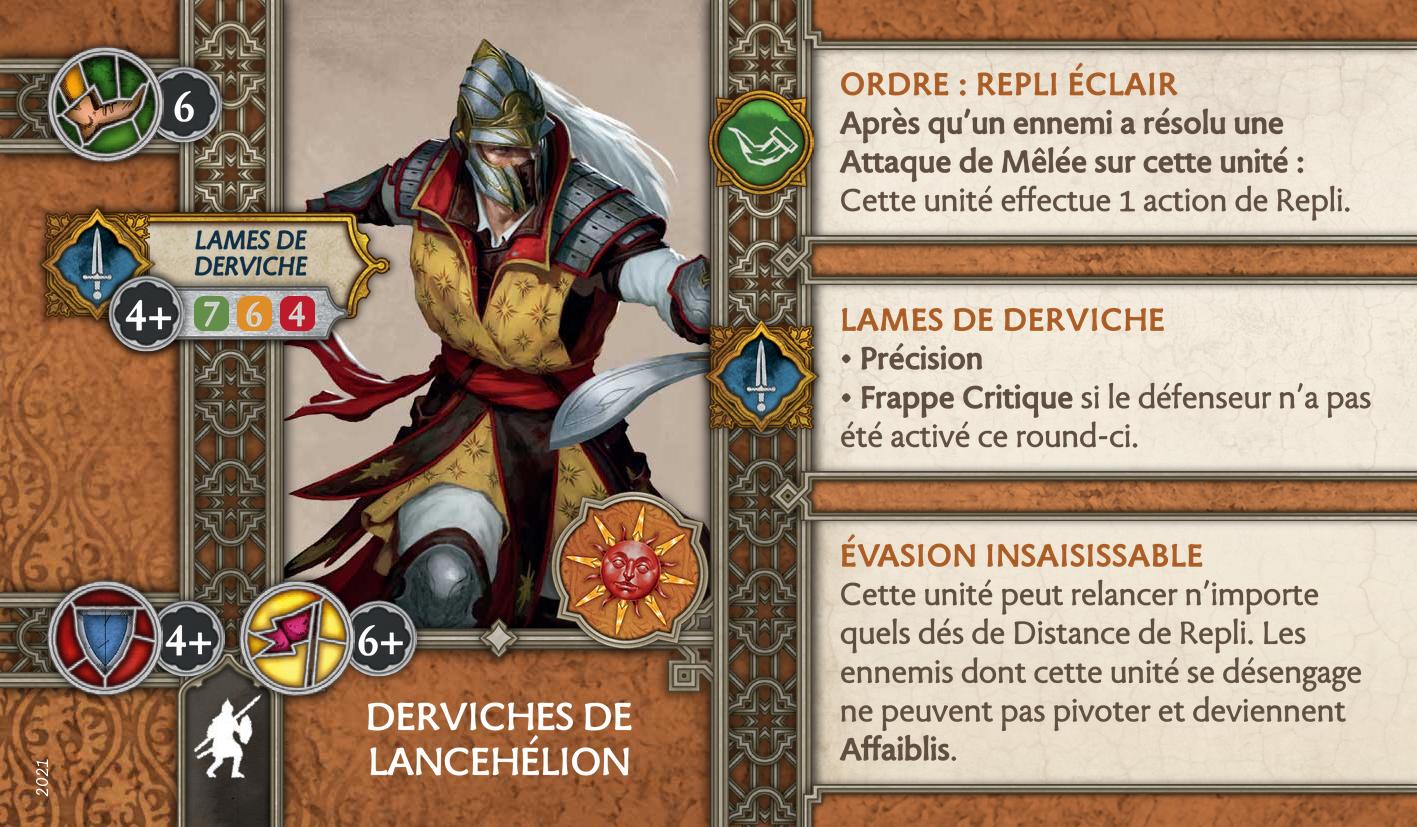 6
LAMES DE
DERVICHE
4+ 7 6 4
4+ 6+
DERVICHES DE
LANCEHÉLION
2021
ORDRE : REPLI ÉCLAIR
Après qu'un ennemi a résolu une
Attaque de Mêlée sur cette unité :
Cette unité effectue 1 action de Repli.
LAMES DE DERVICHE
• Précision
• Frappe Critique si le défenseur n'a pas
été activé ce round-ci.
ÉVASION INSAISISSABLE
Cette unité peut relancer n'importe
quels dés de Distance de Repli. Les
ennemis dont cette unité se désengage
ne peuvent pas pivoter et deviennent
Affaiblis.